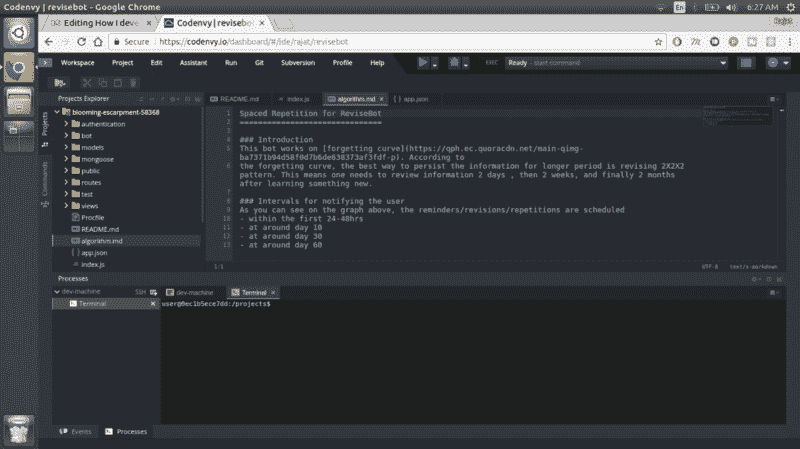 Codenvy | revisebot - Google Chrome
En
6:27 AM
Editing How I deve
Codenvy | revisebot
Rajat
Secure
https://codenvy.io/dashboard/#/ide/rajat/revisebot
Workspace Project Edit Assistant Run Git Subversion Profile Help
EXEC
Ready - start command
Projects Explorer
README.md
index.js
algorithm.md
app.json
Projects
Commands
blooming-escarpment-58368
authentication
bot
models
mongoose
public
routes
test
views
Procfile
README.md
algorithm.md
app.json
index.js
1 Spaced Repetition for ReviseBot
2 ===============================
3
4 ### Introduction
5 This bot works on [forgetting curve](https://qph.ec.quoracdn.net/main-qimg-
ba7371b94d58f0d7b6de638373af3fdf-p). According to
6 the forgetting curve, the best way to persist the information for longer period is revising 2X2X2
pattern. This means one needs to review information 2 days , then 2 weeks, and finally 2 months
after learning something new.
7
8 ### Intervals for notifying the user
9 As you can see on the graph above, the reminders/revisions/repetitions are scheduled
10 - within the first 24-48hrs
11 - at around day 10
12 - at around day 30
13 - at around day 60
1:1
UTF-8
text/x-markdown
Processes
dev-machine
SSH
Terminal
dev-machine
Terminal
user@0ec1b5ece7dd:/projects$
Events
Processes